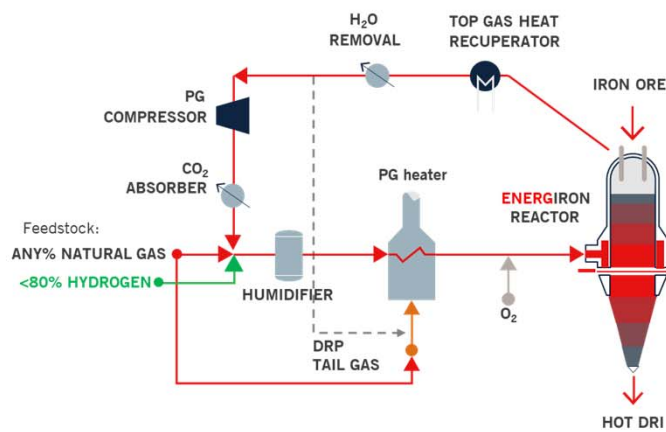 H₂O
REMOVAL
TOP GAS HEAT
RECUPERATOR
IRON ORE
PG
COMPRESSOR
CO₂
ABSORBER
PG heater
ENERGIRON
REACTOR
Feedstock:
ANY% NATURAL GAS
<80% HYDROGEN
HUMIDIFIER
O₂
DRP
TAIL GAS
HOT DRI